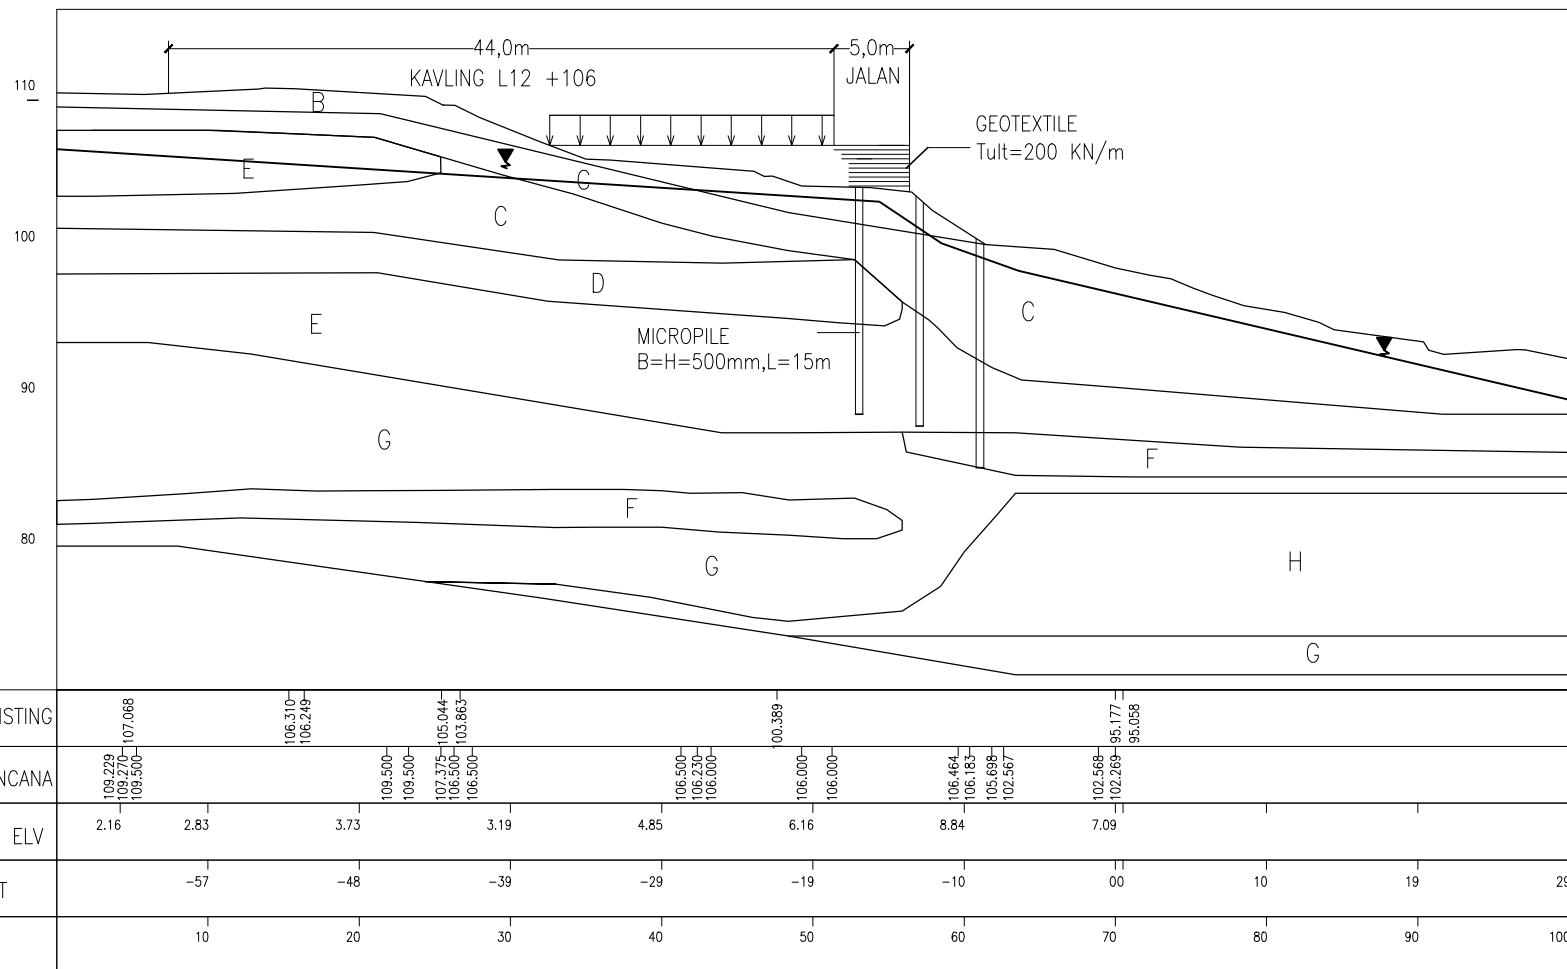 44,0m
5,0m
KAVLING L12 +106
JALAN
110
B
GEOTEXTILE
Tult=200 KN/m
E
C
C
100
D
C
E
MICROPILE
B=H=500mm,L=15m
90
G
F
F
80
G
H
G
ISTING
107.068
106.310
106.249
105.044
103.863
100.389
95.177
95.058
NCANA
109.229
109.270
109.500
109.500
109.500
107.375
106.500
106.500
106.500
106.230
106.000
106.000
106.000
106.464
106.183
105.698
102.567
102.568
102.269
ELV
2.16
2.83
3.73
3.19
4.85
6.16
8.84
7.09
T
-57
-48
-39
-29
-19
-10
00
10
19
29
10
20
30
40
50
60
70
80
90
100